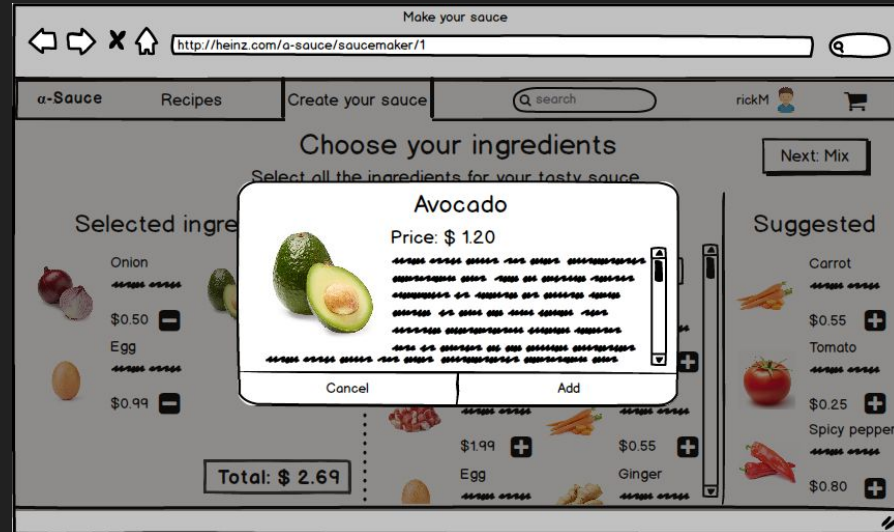 Make your sauce
http://heinz.com/a-sauce/saucemaker/1
α-Sauce Recipes Create your sauce search rickM
Choose your ingredients
Next: Mix
Select all the ingredients for your tasty sauce
Selected ingre
Suggested
Avocado
Price: $ 1.20
Cancel Add
Onion
$0.50
Egg
$0.99
Total: $ 2.69
$1.99
$0.55
Egg
Ginger
Carrot
$0.55
Tomato
$0.25
Spicy pepper
$0.80